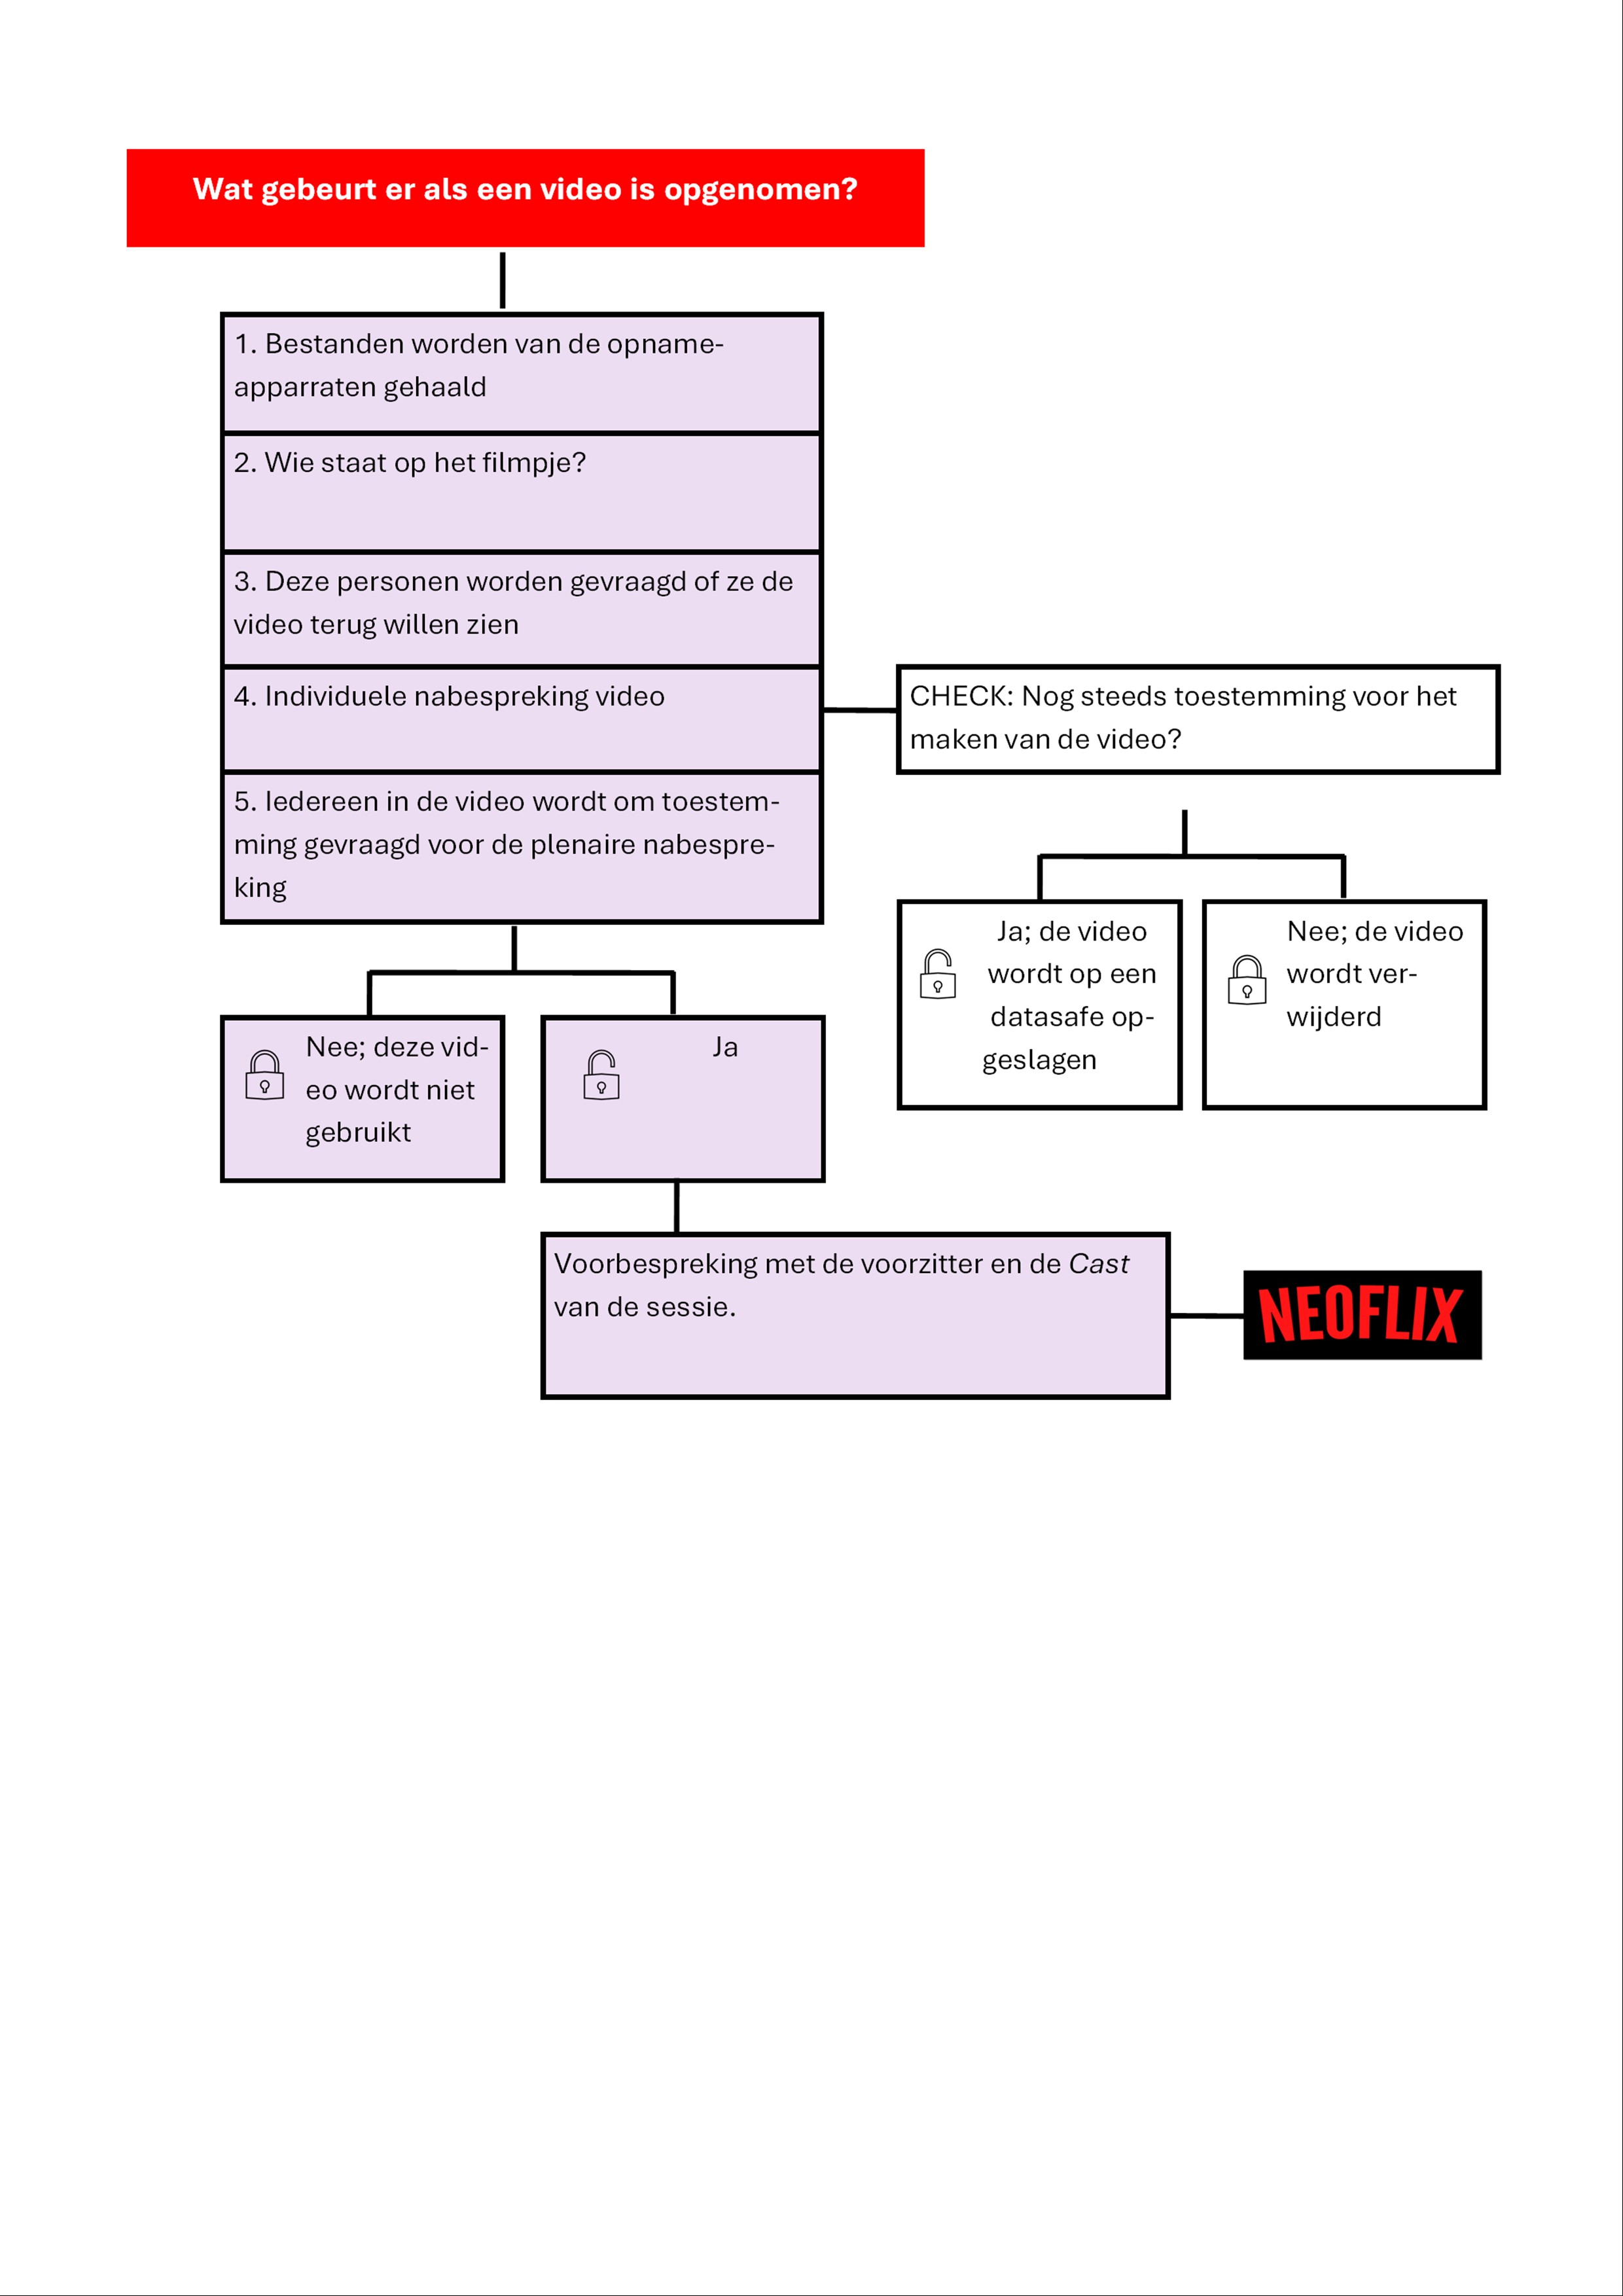 Wat gebeurt er als een video is opgenomen?
1. Bestanden worden van de opname-
apparraten gehaald
2. Wie staat op het filmpje?
3. Deze personen worden gevraagd of ze de
video terug willen zien
4. Individuele nabespreking video
CHECK: Nog steeds toestemming voor het
maken van de video?
5. Iedereen in de video wordt om toestem-
ming gevraagd voor de plenaire nabespre-
king
Ja; de video
wordt op een
datasafe op-
geslagen
Nee; de video
wordt ver-
wijderd
Nee; deze vid-
eo wordt niet
gebruikt
Ja
Voorbespreking met de voorzitter en de Cast
van de sessie.
NEOFLIX